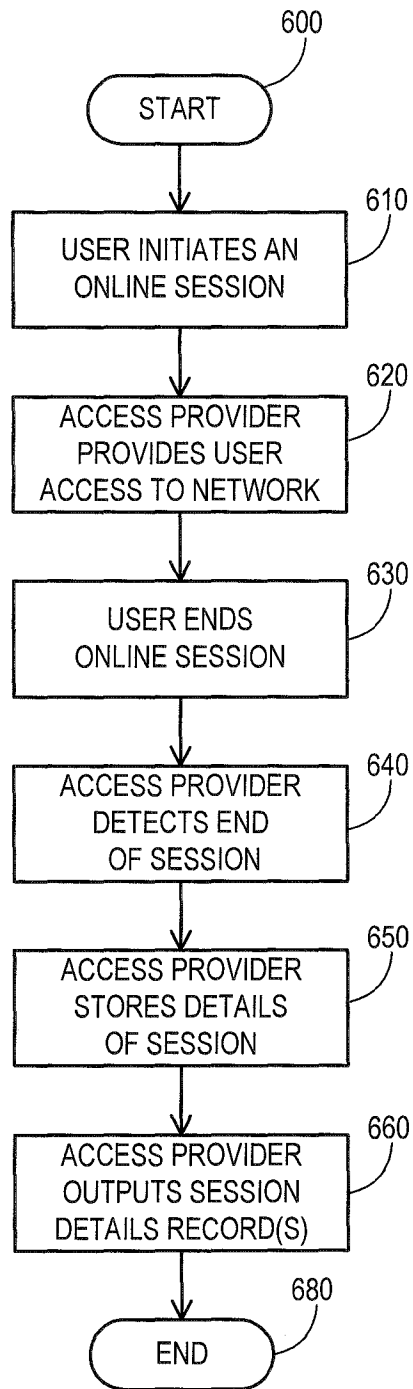 600
START
610
USER INITIATES AN
ONLINE SESSION
620
ACCESS PROVIDER
PROVIDES USER
ACCESS TO NETWORK
630
USER ENDS
ONLINE SESSION
640
ACCESS PROVIDER
DETECTS END
OF SESSION
650
ACCESS PROVIDER
STORES DETAILS
OF SESSION
660
ACCESS PROVIDER
OUTPUTS SESSION
DETAILS RECORD(S)
680
END